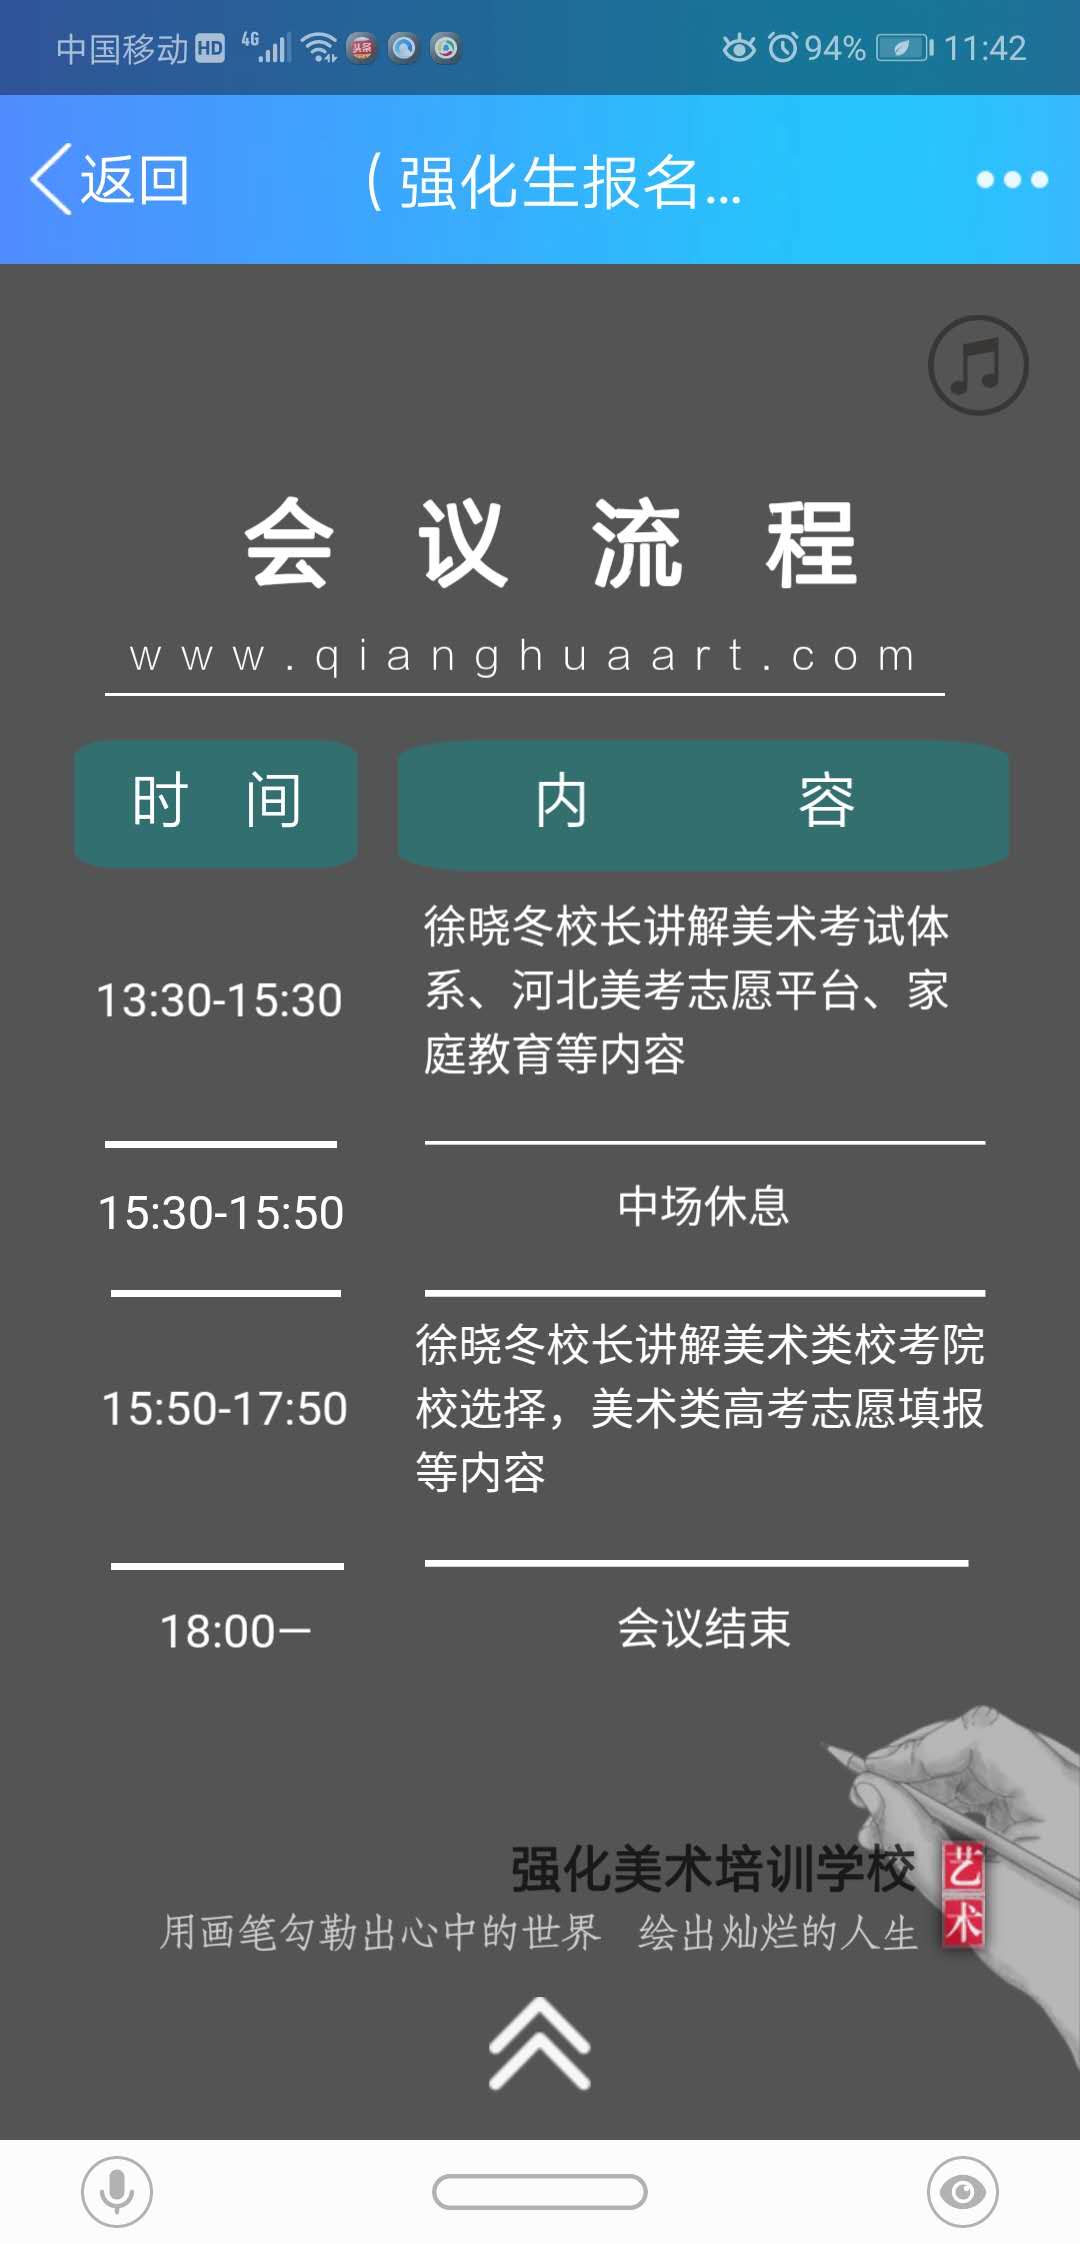 中国移动 HD 4G 头条 94% 11:42
返回 （强化生报名...
会议流程
www.qianghuaart.com
时间 内容
13:30-15:30
徐晓冬校长讲解美术考试体
系、河北美考志愿平台、家
庭教育等内容
15:30-15:50 中场休息
15:50-17:50
徐晓冬校长讲解美术类校考院
校选择，美术类高考志愿填报
等内容
18:00— 会议结束
强化美术培训学校
用画笔勾勒出心中的世界 绘出灿烂的人生
艺术